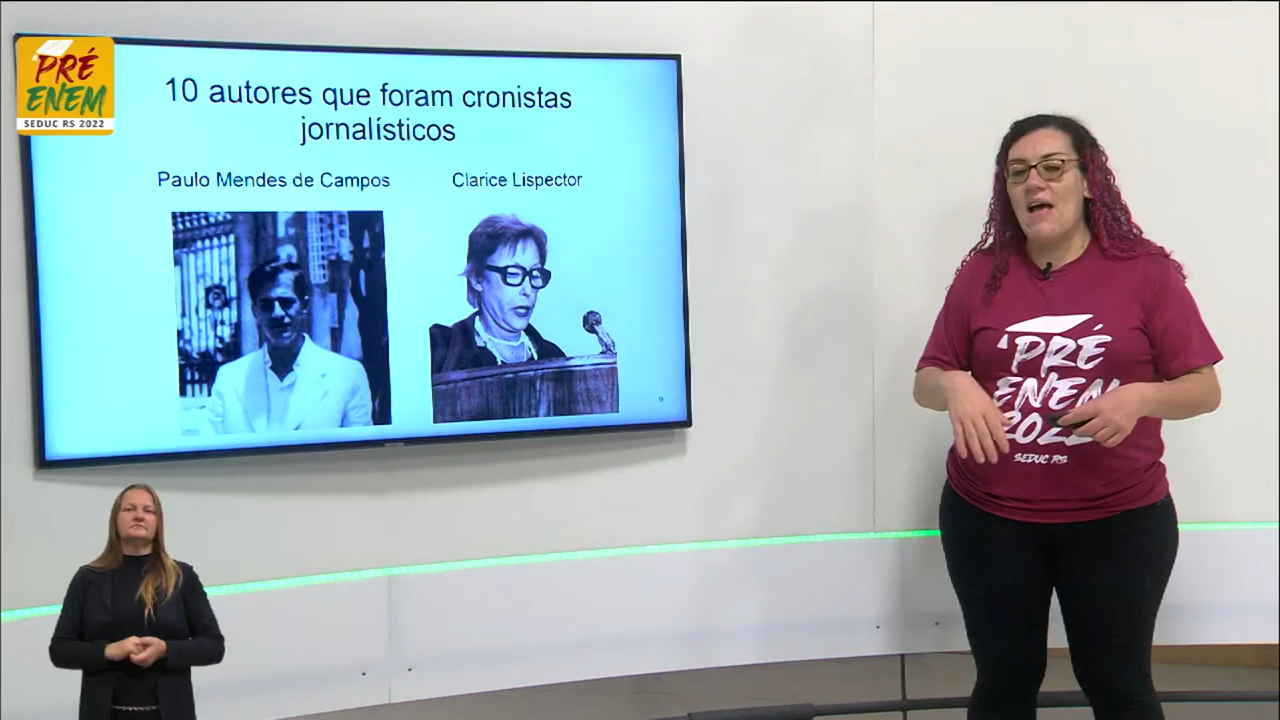 PRÉ
ENEM
SEDUC RS 2022
10 autores que foram cronistas
jornalísticos
Paulo Mendes de Campos
Clarice Lispector
9
PRÉ
ENEM
2022
SEDUC RS